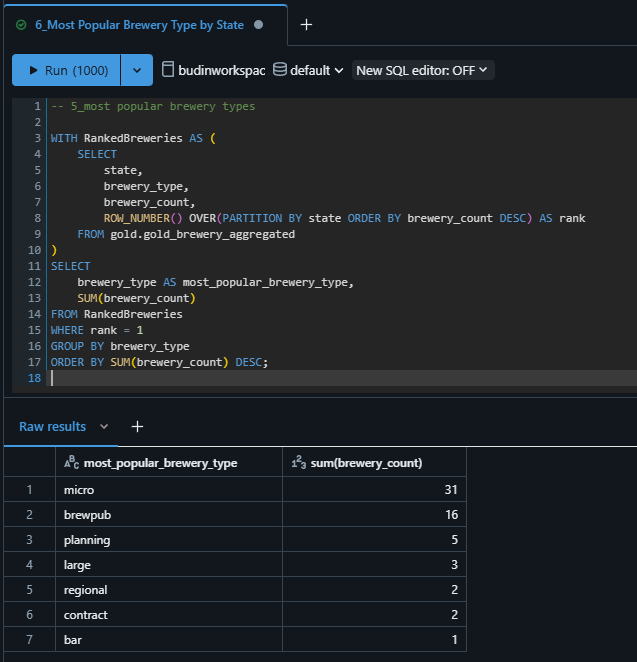 6_Most Popular Brewery Type by State
Run (1000) budinworkspac default New SQL editor: OFF
1 -- 5_most popular brewery types
2
3 WITH RankedBreweries AS (
4 SELECT
5 state,
6 brewery_type,
7 brewery_count,
8 ROW_NUMBER() OVER(PARTITION BY state ORDER BY brewery_count DESC) AS rank
9 FROM gold.gold_brewery_aggregated
10 )
11 SELECT
12 brewery_type AS most_popular_brewery_type,
13 SUM(brewery_count)
14 FROM RankedBreweries
15 WHERE rank = 1
16 GROUP BY brewery_type
17 ORDER BY SUM(brewery_count) DESC;
18
Raw results
ABC most_popular_brewery_type 123 sum(brewery_count)
1 micro 31
2 brewpub 16
3 planning 5
4 large 3
5 regional 2
6 contract 2
7 bar 1